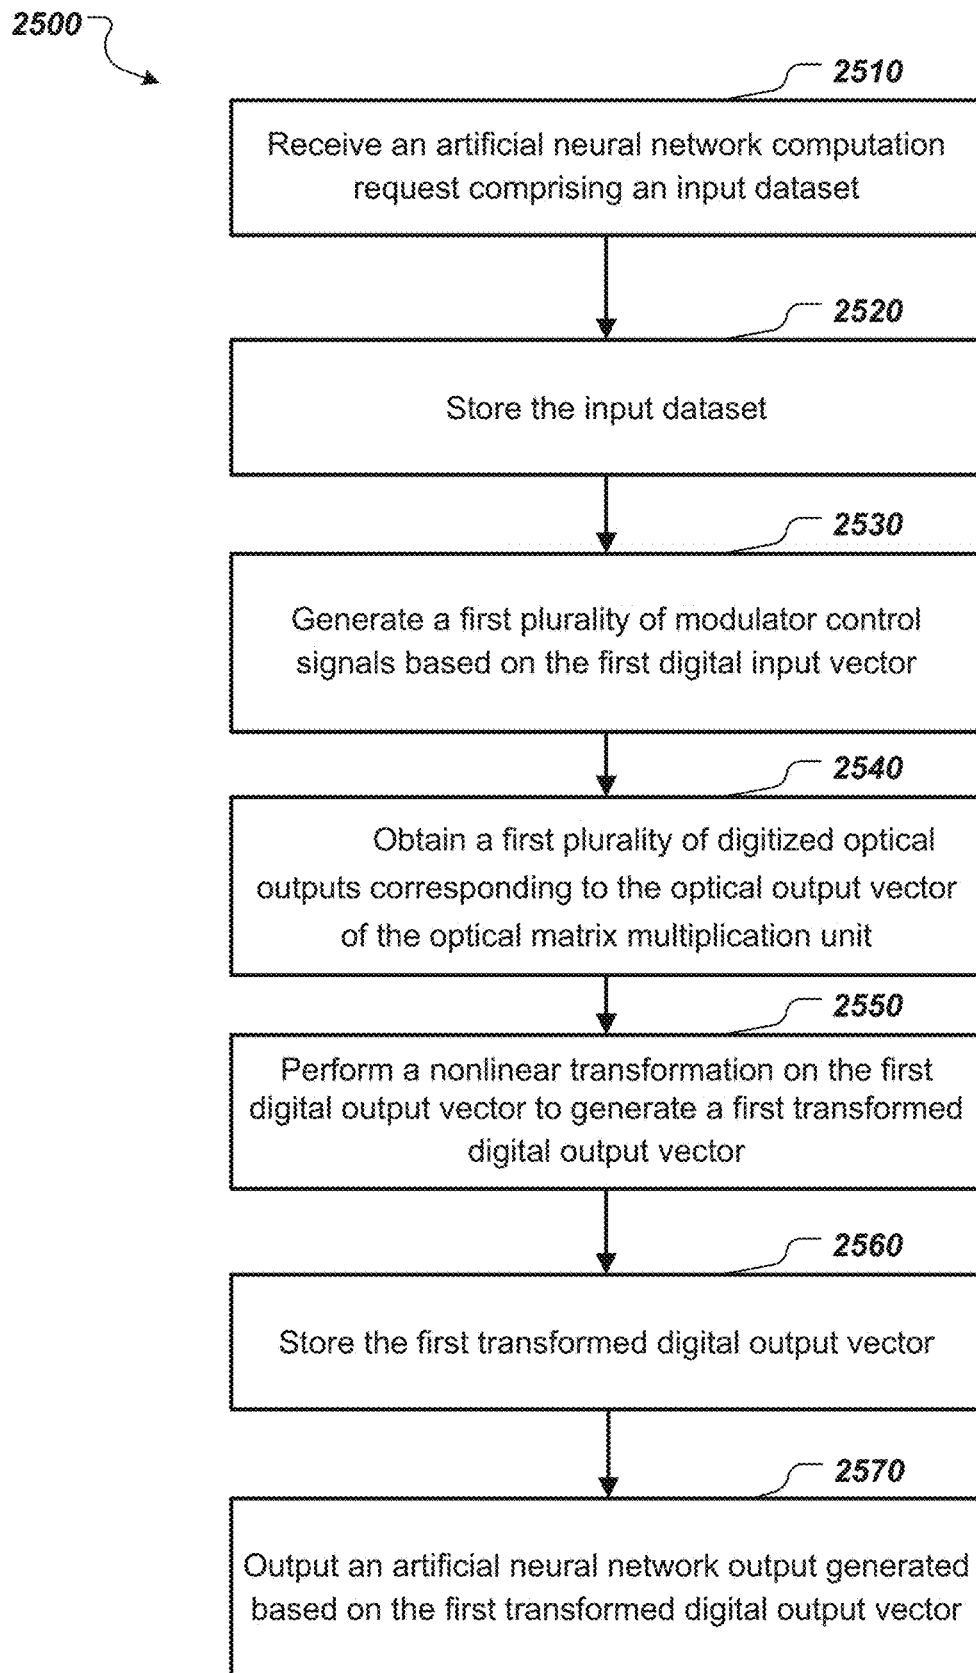 2500
2510
Receive an artificial neural network computation
request comprising an input dataset
2520
Store the input dataset
2530
Generate a first plurality of modulator control
signals based on the first digital input vector
2540
Obtain a first plurality of digitized optical
outputs corresponding to the optical output vector
of the optical matrix multiplication unit
2550
Perform a nonlinear transformation on the first
digital output vector to generate a first transformed
digital output vector
2560
Store the first transformed digital output vector
2570
Output an artificial neural network output generated
based on the first transformed digital output vector